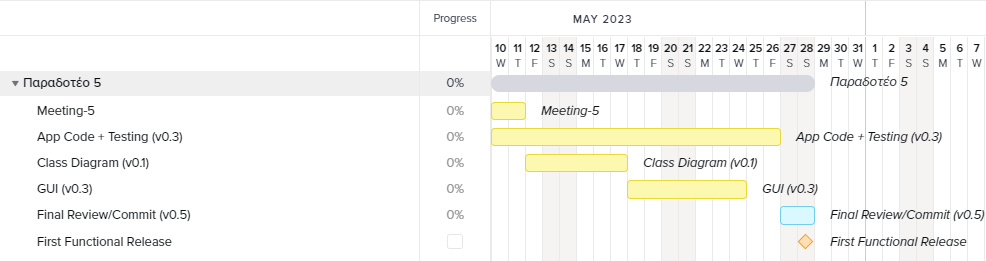 Progress MAY 2023
10 11 12 13 14 15 16 17 18 19 20 21 22 23 24 25 26 27 28 29 30 31 1 2 3 4 5 6 7
W T F S S M T W T F S S M T W T F S S M T W T F S S M T W
Παραδοτέο 5 0% Παραδοτέο 5
Meeting-5 0% Meeting-5
App Code + Testing (v0.3) 0% App Code + Testing (v0.3)
Class Diagram (v0.1) 0% Class Diagram (v0.1)
GUI (v0.3) 0% GUI (v0.3)
Final Review/Commit (v0.5) 0% Final Review/Commit (v0.5)
First Functional Release First Functional Release